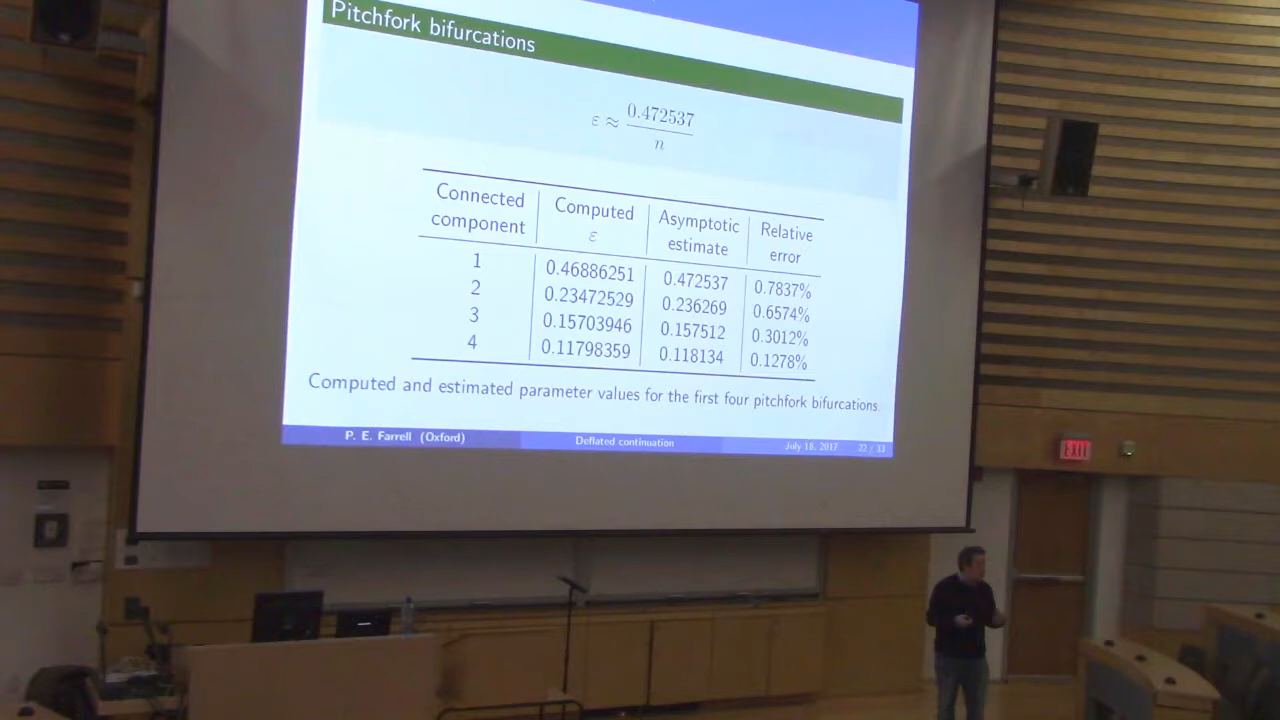 Pitchfork bifurcations
ε ≈ 0.472537 / n
Connected component | Computed ε | Asymptotic estimate | Relative error
1 | 0.46886251 | 0.472537 | 0.7837%
2 | 0.23472529 | 0.236269 | 0.6574%
3 | 0.15703946 | 0.157512 | 0.3012%
4 | 0.11798359 | 0.118134 | 0.1278%
Computed and estimated parameter values for the first four pitchfork bifurcations.
P. E. Farrell (Oxford) Deflated continuation July 18, 2017 22 / 33
EXIT